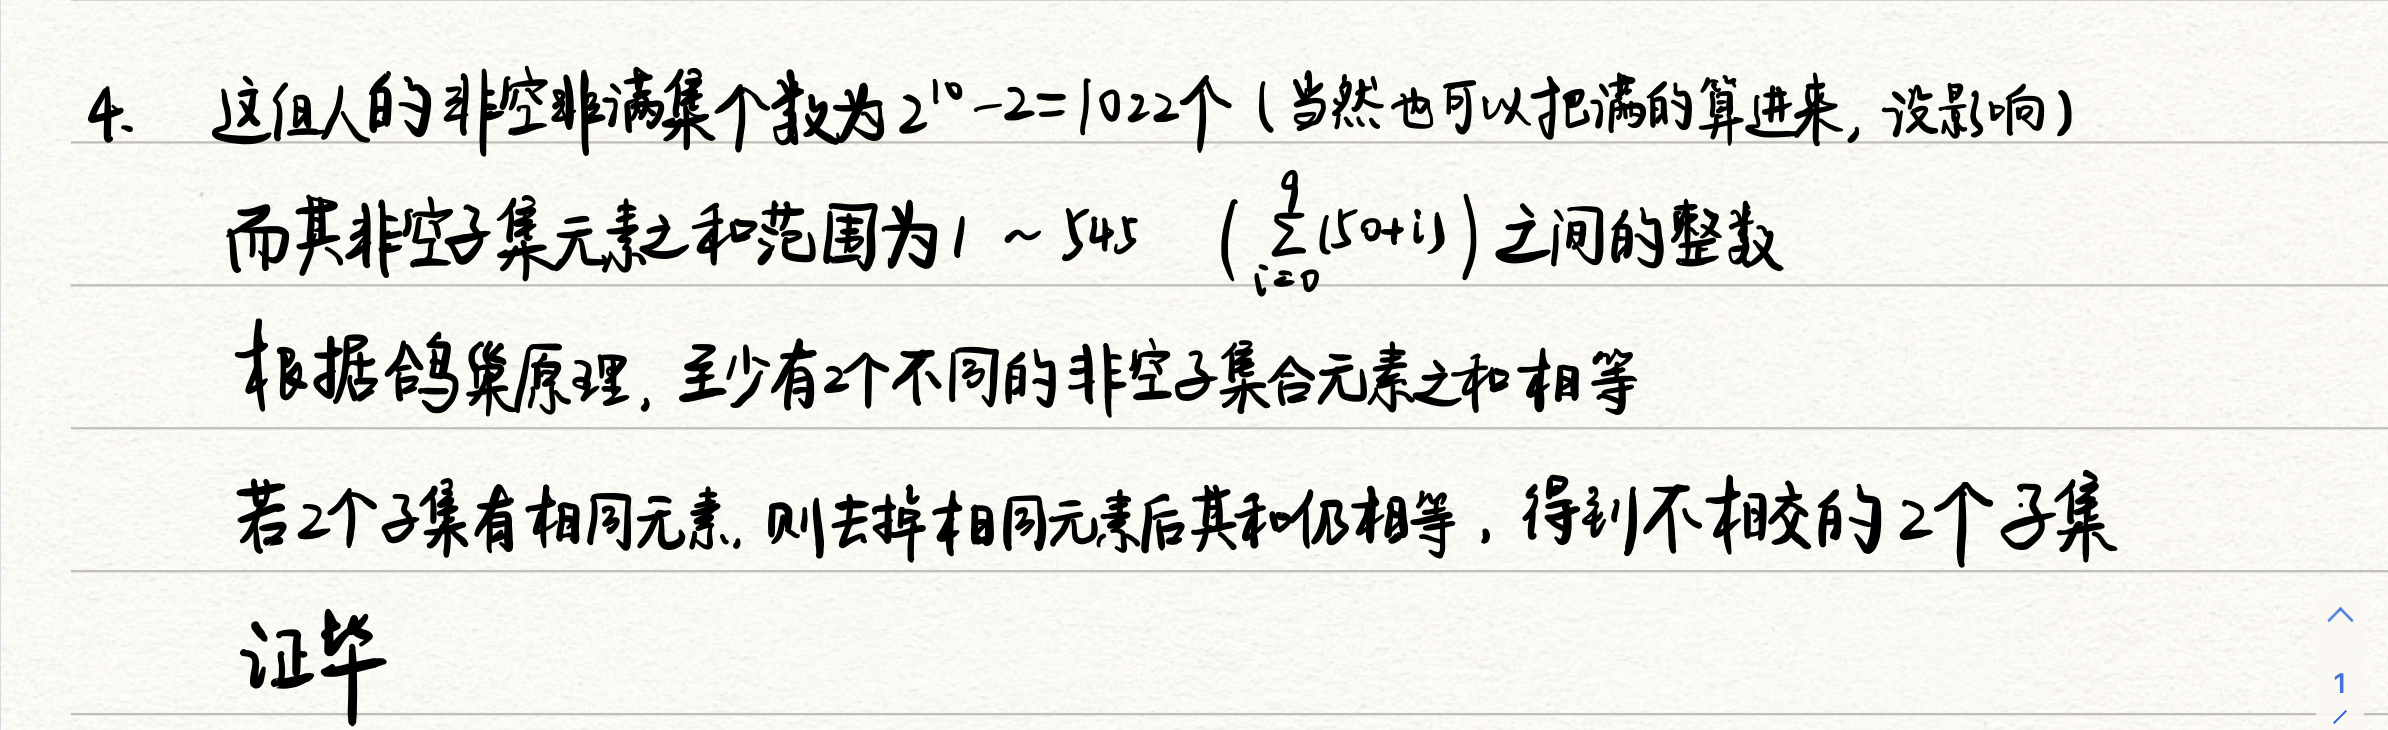 4. 这组人的非空非满集个数为2¹⁰-2=1022个（当然也可以把满的算进来，没影响）
而其非空子集元素之和范围为1 ~ 545 （∑_{i=0}^{9}(50+i)）之间的整数
根据鸽巢原理，至少有2个不同的非空子集合元素之和相等
若2个子集有相同元素，则去掉相同元素后其和仍相等，得到不相交的2个子集
证毕
1